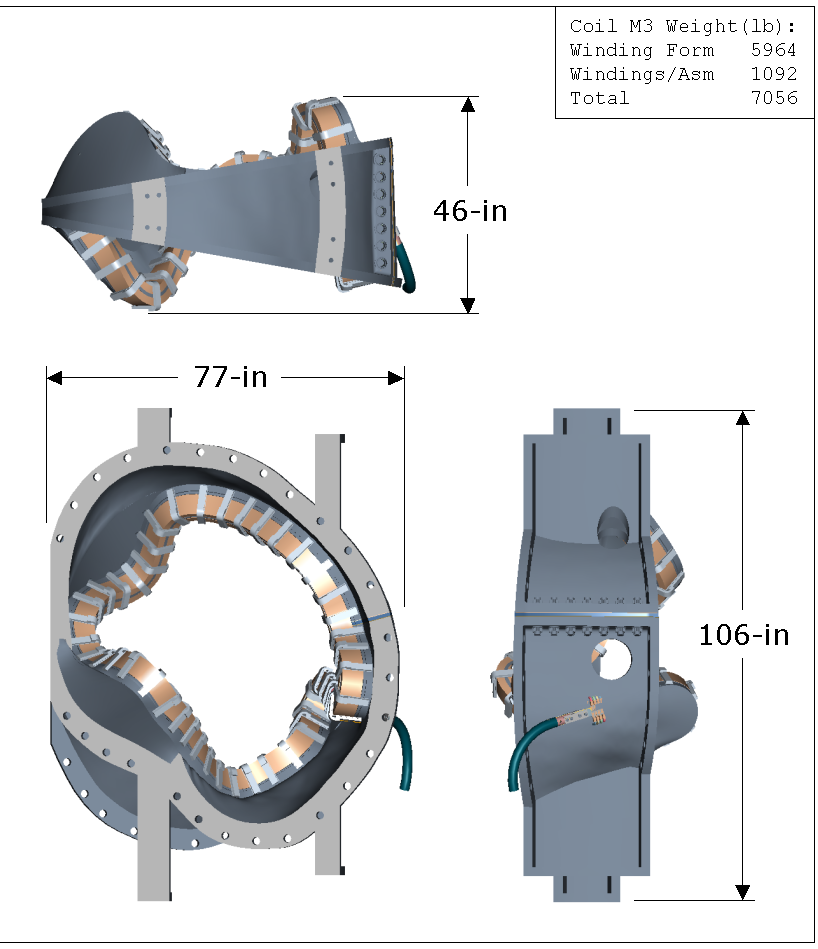 Coil M3 Weight(lb):
Winding Form 5964
Windings/Asm 1092
Total 7056
46-in
77-in
106-in